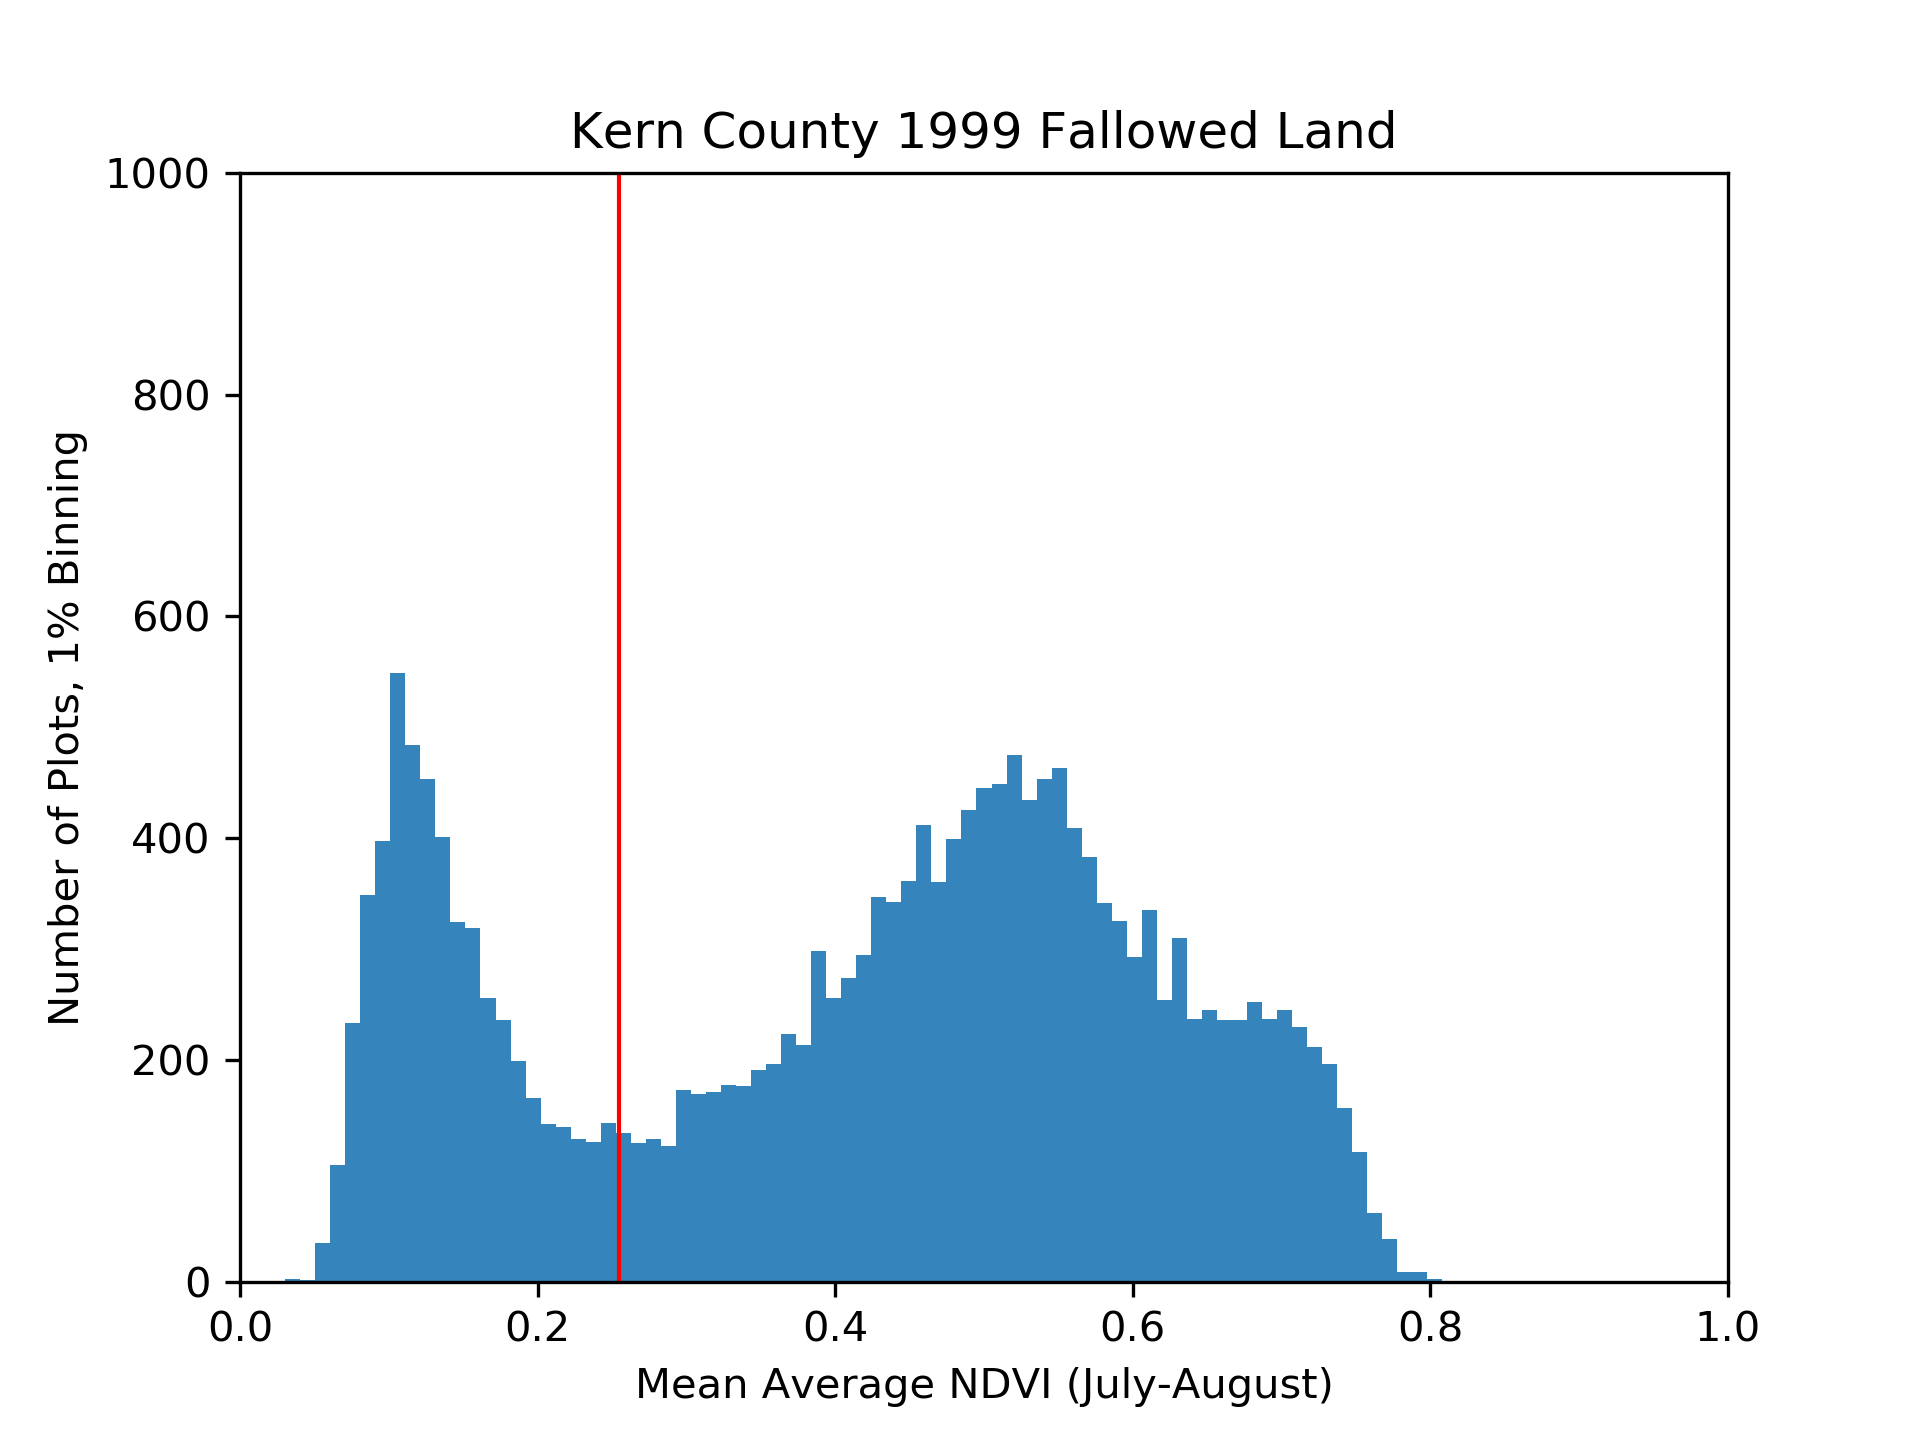 Kern County 1999 Fallowed Land
1000
800
600
400
200
0
Number of Plots, 1% Binning
0.0 0.2 0.4 0.6 0.8 1.0
Mean Average NDVI (July-August)